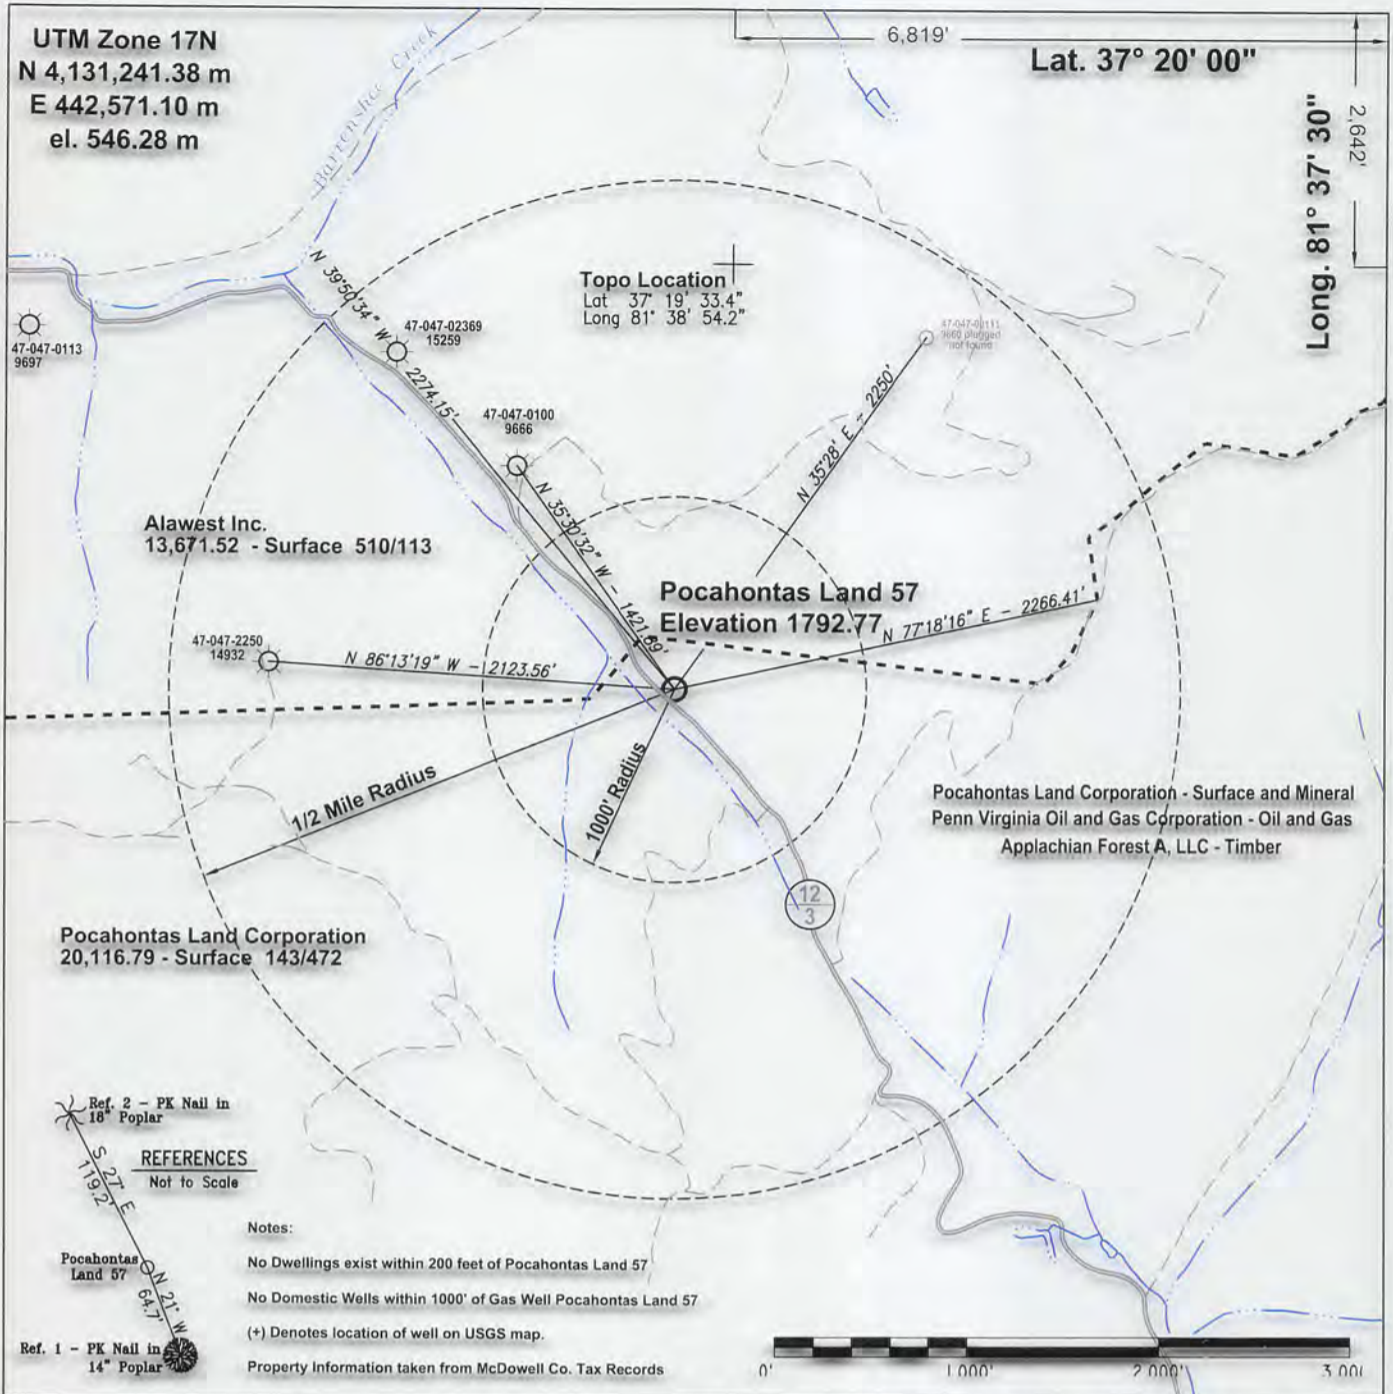 UTM Zone 17N
N 4,131,241.38 m
E 442,571.10 m
el. 546.28 m
Barrenshe Creek
6,819'
Lat. 37° 20' 00"
Long. 81° 37' 30"
2,642'
Topo Location
Lat 37° 19' 33.4"
Long 81° 38' 54.2"
N 39°50'34" W
2274.15'
47-047-0113
9697
47-047-02369
15259
47-047-0100
9666
9660 plugged
not found
N 35°28' E - 2250'
N 35°30'32" W - 1421.69'
Alawest Inc.
13,671.52 - Surface 510/113
Pocahontas Land 57
Elevation 1792.77
N 77°18'16" E - 2266.41'
47-047-2250
14932
N 86°13'19" W - 2123.56'
1/2 Mile Radius
1000' Radius
Pocahontas Land Corporation - Surface and Mineral
Penn Virginia Oil and Gas Corporation - Oil and Gas
Applachian Forest A, LLC - Timber
12
3
Pocahontas Land Corporation
20,116.79 - Surface 143/472
Ref. 2 - PK Nail in
18" Poplar
S 27° E
119.2'
REFERENCES
Not to Scale
Pocahontas
Land 57
N 21° W
64.7'
Ref. 1 - PK Nail in
14" Poplar
Notes:
No Dwellings exist within 200 feet of Pocahontas Land 57
No Domestic Wells within 1000' of Gas Well Pocahontas Land 57
(+) Denotes location of well on USGS map.
Property Information taken from McDowell Co. Tax Records
0' 1 000' 2 000' 3 000'